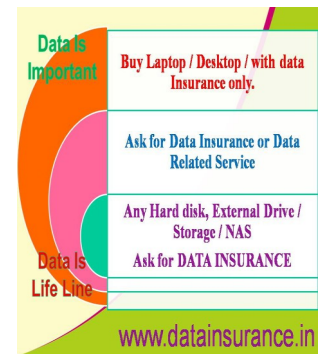 Data Is
Important
Buy Laptop / Desktop / with data
Insurance only.
Ask for Data Insurance or Data
Related Service
Any Hard disk, External Drive /
Storage / NAS
Ask for DATA INSURANCE
Data Is
Life Line
www.datainsurance.in